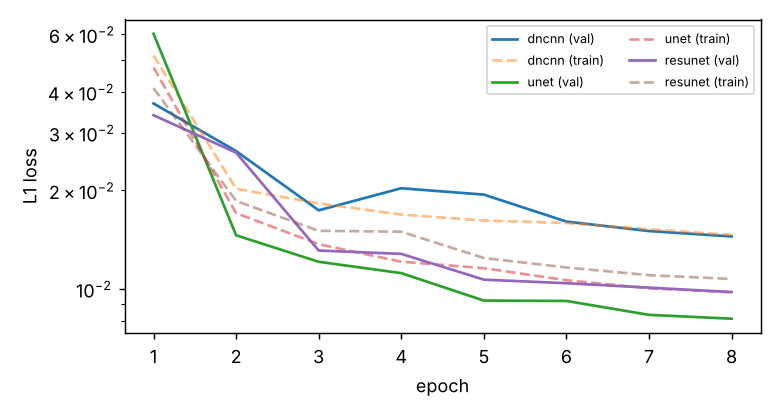 6 × 10⁻²
4 × 10⁻²
3 × 10⁻²
2 × 10⁻²
10⁻²
L1 loss
dncnn (val)
dncnn (train)
unet (val)
unet (train)
resunet (val)
resunet (train)
1 2 3 4 5 6 7 8
epoch